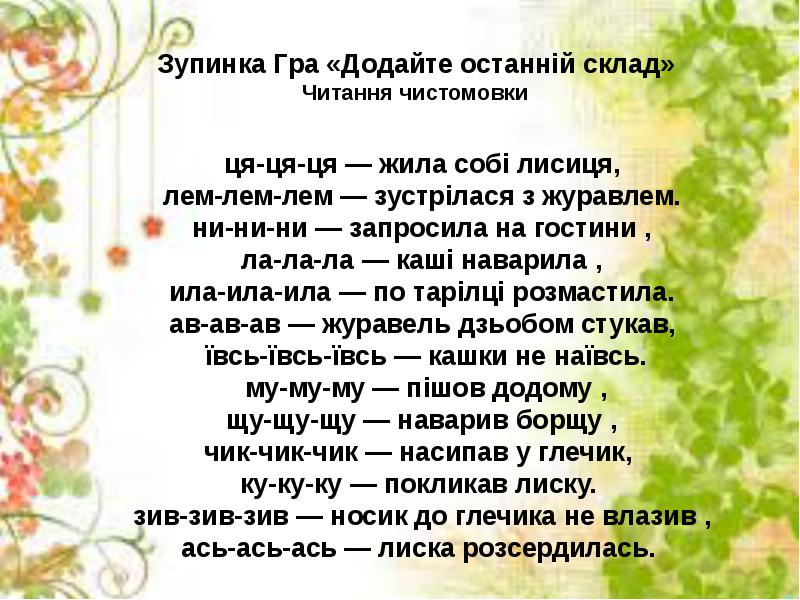 Зупинка Гра «Додайте останній склад»
Читання чистомовки
ця-ця-ця — жила собі лисиця,
лем-лем-лем — зустрілася з журавлем.
ни-ни-ни — запросила на гостини ,
ла-ла-ла — каші наварила ,
ила-ила-ила — по тарілці розмастила.
ав-ав-ав — журавель дзьобом стукав,
ївсь-ївсь-ївсь — кашки не наївсь.
му-му-му — пішов додому ,
щу-щу-щу — наварив борщу ,
чик-чик-чик — насипав у глечик,
ку-ку-ку — покликав лиску.
зив-зив-зив — носик до глечика не влазив ,
ась-ась-ась — лиска розсердилась.